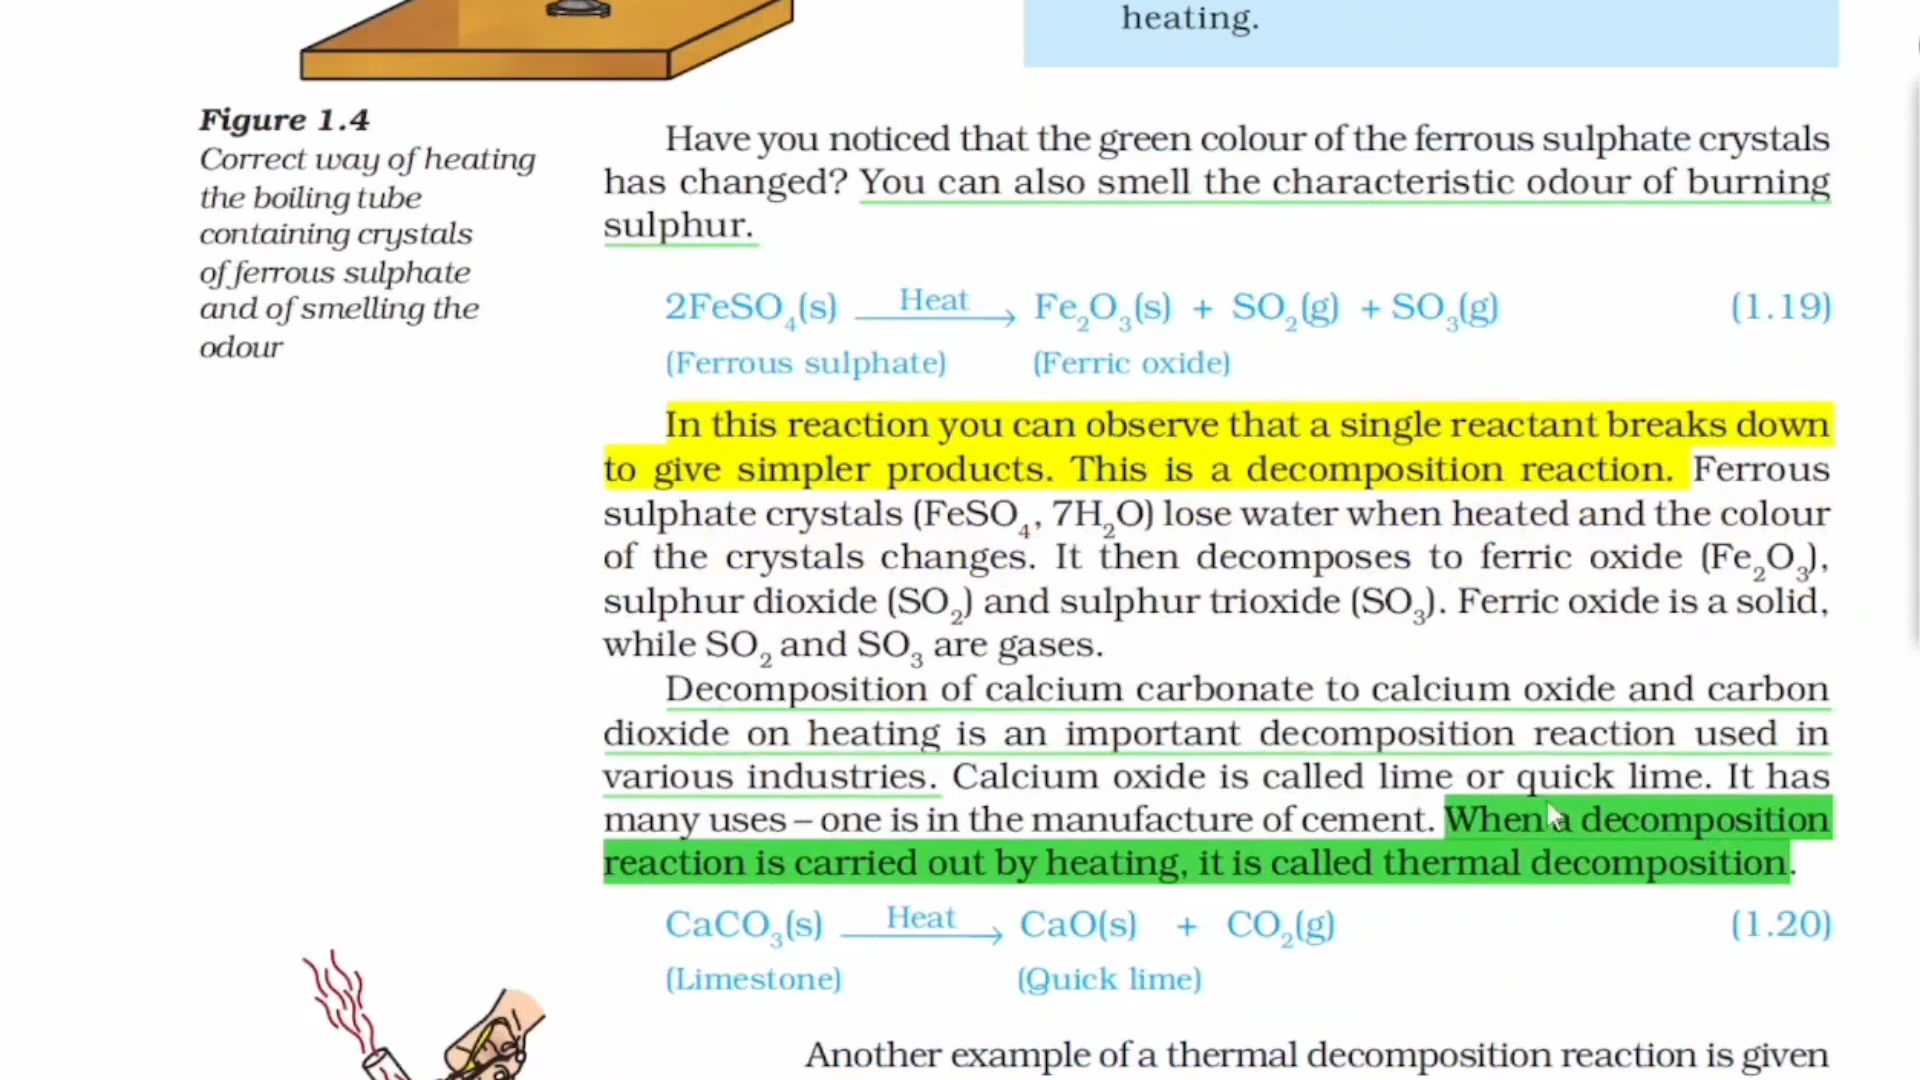 heating.
Figure 1.4
Correct way of heating
the boiling tube
containing crystals
of ferrous sulphate
and of smelling the
odour
Have you noticed that the green colour of the ferrous sulphate crystals
has changed? You can also smell the characteristic odour of burning
sulphur.
2FeSO₄(s) Heat→ Fe₂O₃(s) + SO₂(g) + SO₃(g) (1.19)
(Ferrous sulphate) (Ferric oxide)
In this reaction you can observe that a single reactant breaks down
to give simpler products. This is a decomposition reaction. Ferrous
sulphate crystals (FeSO₄, 7H₂O) lose water when heated and the colour
of the crystals changes. It then decomposes to ferric oxide (Fe₂O₃),
sulphur dioxide (SO₂) and sulphur trioxide (SO₃). Ferric oxide is a solid,
while SO₂ and SO₃ are gases.
Decomposition of calcium carbonate to calcium oxide and carbon
dioxide on heating is an important decomposition reaction used in
various industries. Calcium oxide is called lime or quick lime. It has
many uses – one is in the manufacture of cement. When a decomposition
reaction is carried out by heating, it is called thermal decomposition.
CaCO₃(s) Heat→ CaO(s) + CO₂(g) (1.20)
(Limestone) (Quick lime)
Another example of a thermal decomposition reaction is given